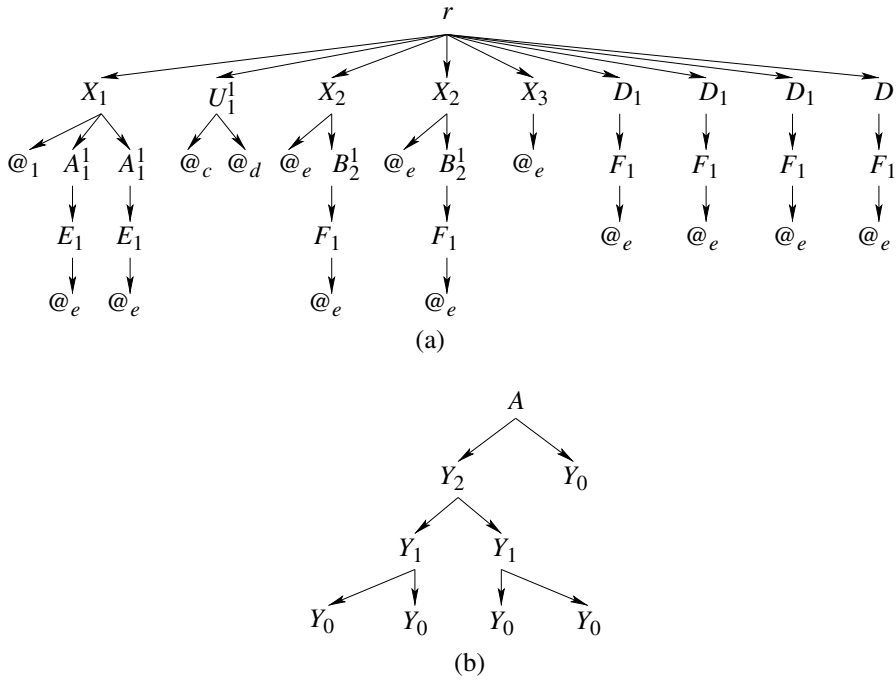 r
X₁ U₁¹ X₂ X₂ X₃ D₁ D₁ D₁ D
@₁ A₁¹ A₁¹ @c @d @e B₂¹ @e B₂¹ @e F₁ F₁ F₁ F₁
E₁ E₁ F₁ F₁ @e @e @e @e
@e @e @e @e
(a)
A
Y₂ Y₀
Y₁ Y₁
Y₀ Y₀ Y₀ Y₀
(b)